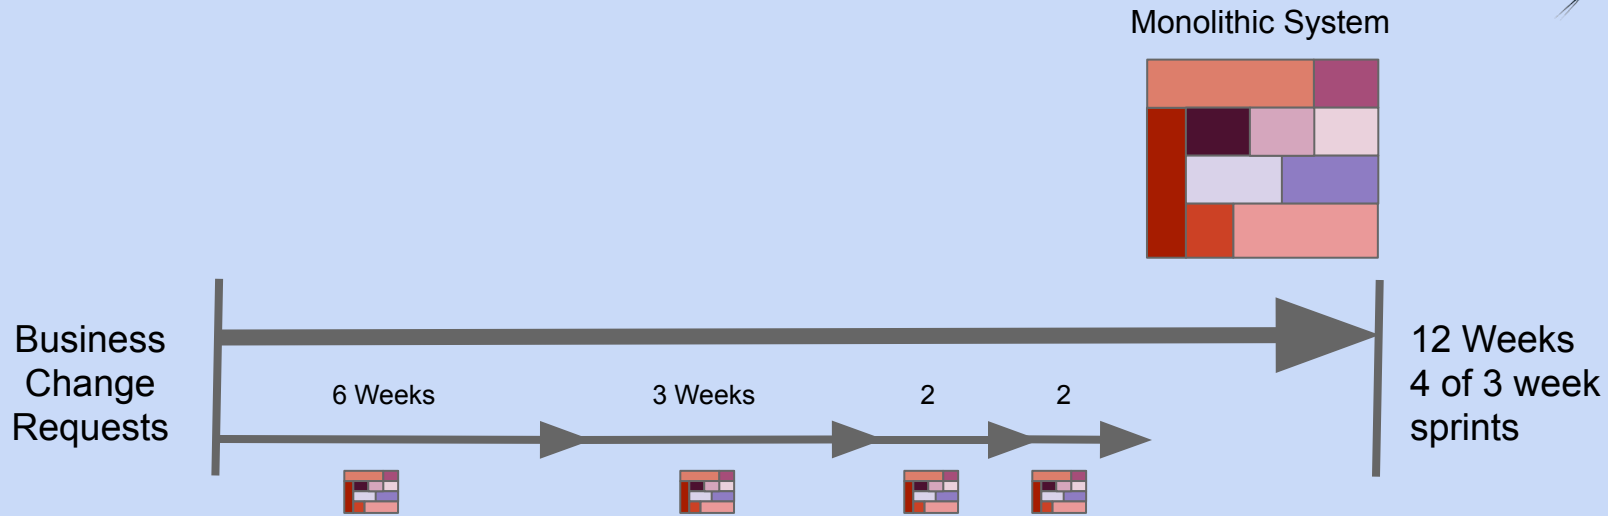 Monolithic System
Business
Change
Requests
6 Weeks
3 Weeks
2
2
12 Weeks
4 of 3 week
sprints